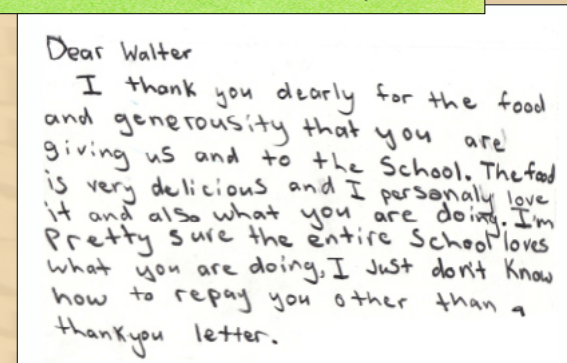 Dear Walter
I thank you dearly for the food
and generousity that you are
giving us and to the School. The food
is very delicious and I personaly love
it and also what you are doing. I'm
Pretty sure the entire School loves
what you are doing, I Just don't Know
how to repay you other than a
thankyou letter.